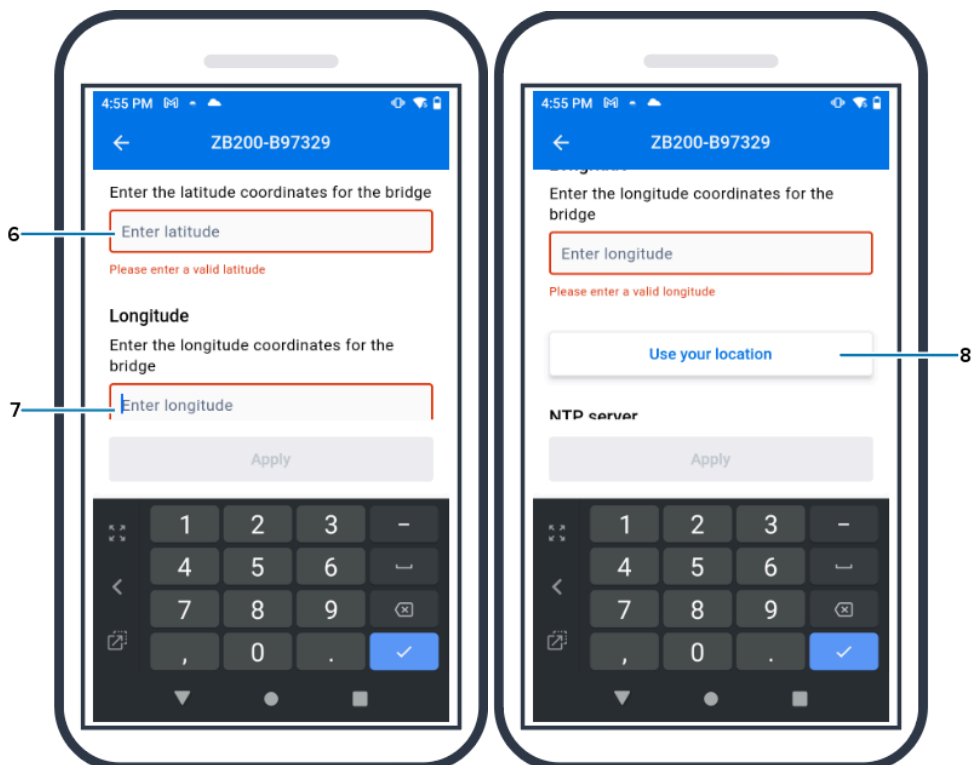 4:55 PM
ZB200-B97329
Enter the latitude coordinates for the bridge
6
Enter latitude
Please enter a valid latitude
Longitude
Enter the longitude coordinates for the
bridge
7
Enter longitude
Apply
1 2 3 -
4 5 6
7 8 9
, 0 .
4:55 PM
ZB200-B97329
Longitude
Enter the longitude coordinates for the
bridge
Enter longitude
Please enter a valid longitude
Use your location
8
NTP server
Apply
1 2 3 -
4 5 6
7 8 9
, 0 .